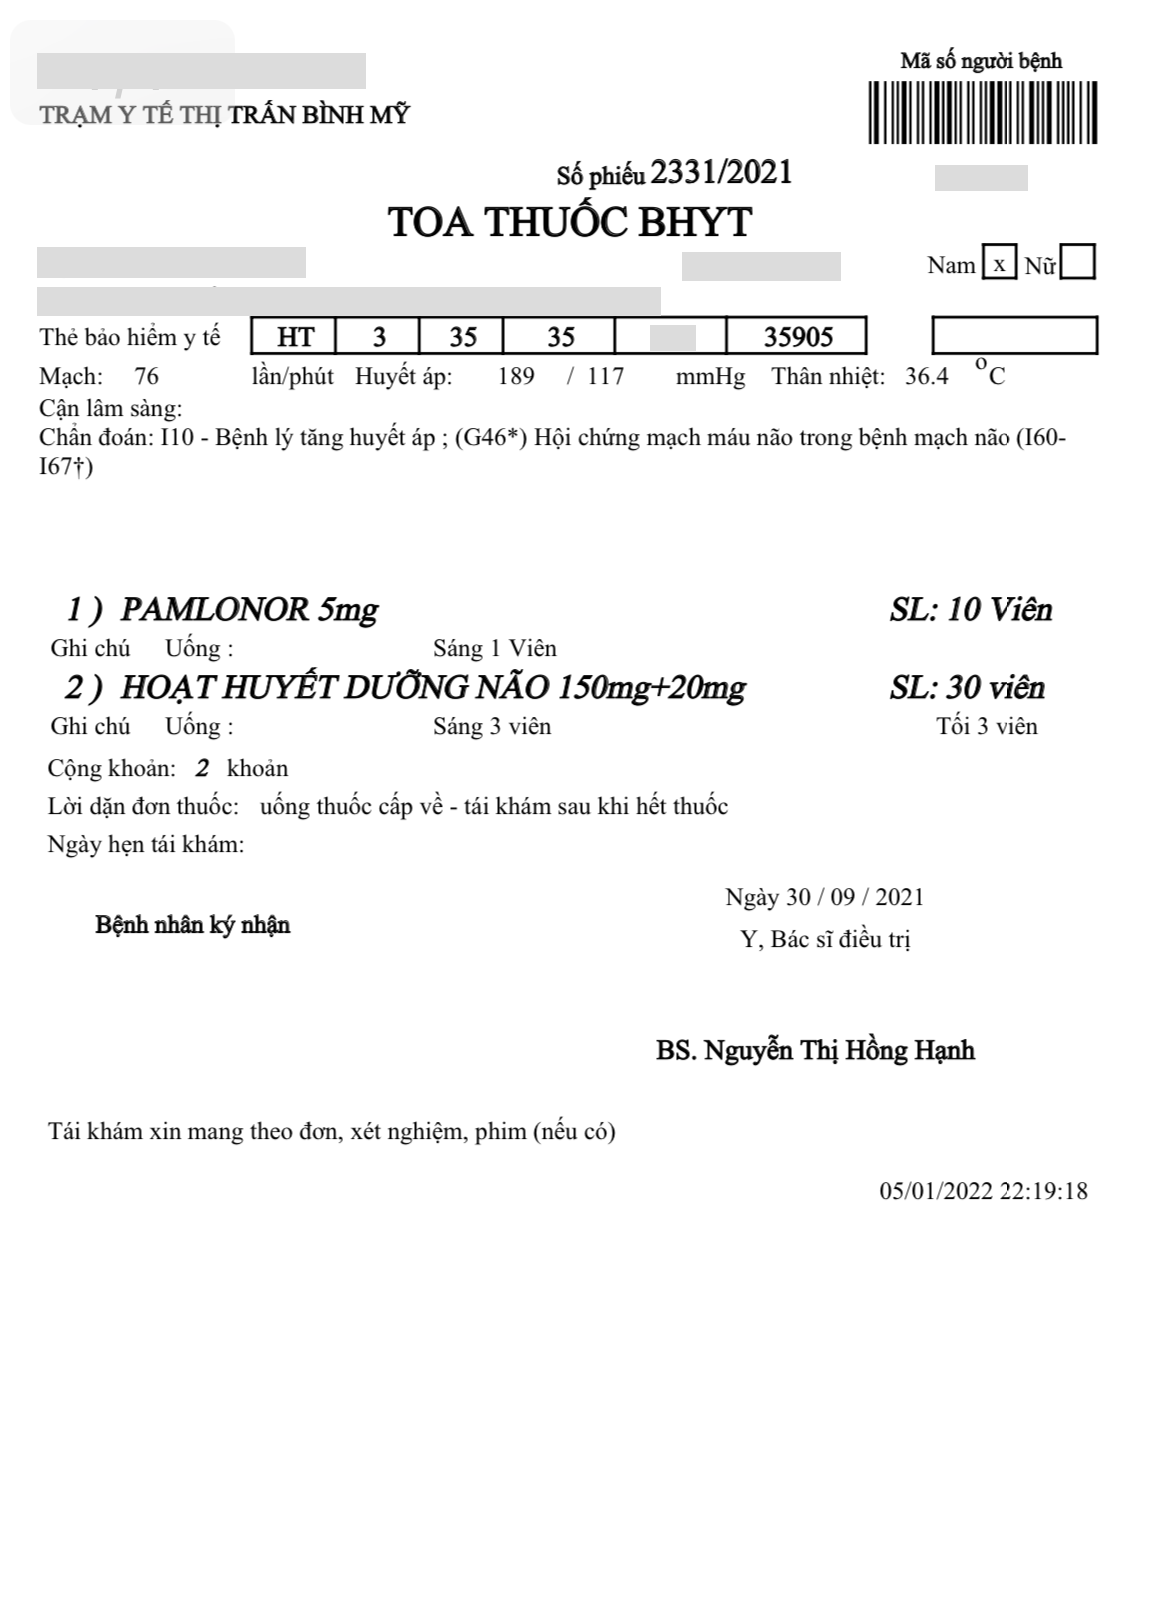 Mã số người bệnh
TRẠM Y TẾ THỊ TRẤN BÌNH MỸ
Số phiếu 2331/2021
TOA THUỐC BHYT
Nam x Nữ
Thẻ bảo hiểm y tế HT 3 35 35 35905
Mạch: 76 lần/phút Huyết áp: 189 / 117 mmHg Thân nhiệt: 36.4 °C
Cận lâm sàng:
Chẩn đoán: I10 - Bệnh lý tăng huyết áp ; (G46*) Hội chứng mạch máu não trong bệnh mạch não (I60-
I67†)
1 ) PAMLONOR 5mg SL: 10 Viên
Ghi chú Uống : Sáng 1 Viên
2 ) HOẠT HUYẾT DƯỠNG NÃO 150mg+20mg SL: 30 viên
Ghi chú Uống : Sáng 3 viên Tối 3 viên
Cộng khoản: 2 khoản
Lời dặn đơn thuốc: uống thuốc cấp về - tái khám sau khi hết thuốc
Ngày hẹn tái khám:
Ngày 30 / 09 / 2021
Bệnh nhân ký nhận
Y, Bác sĩ điều trị
BS. Nguyễn Thị Hồng Hạnh
Tái khám xin mang theo đơn, xét nghiệm, phim (nếu có)
05/01/2022 22:19:18